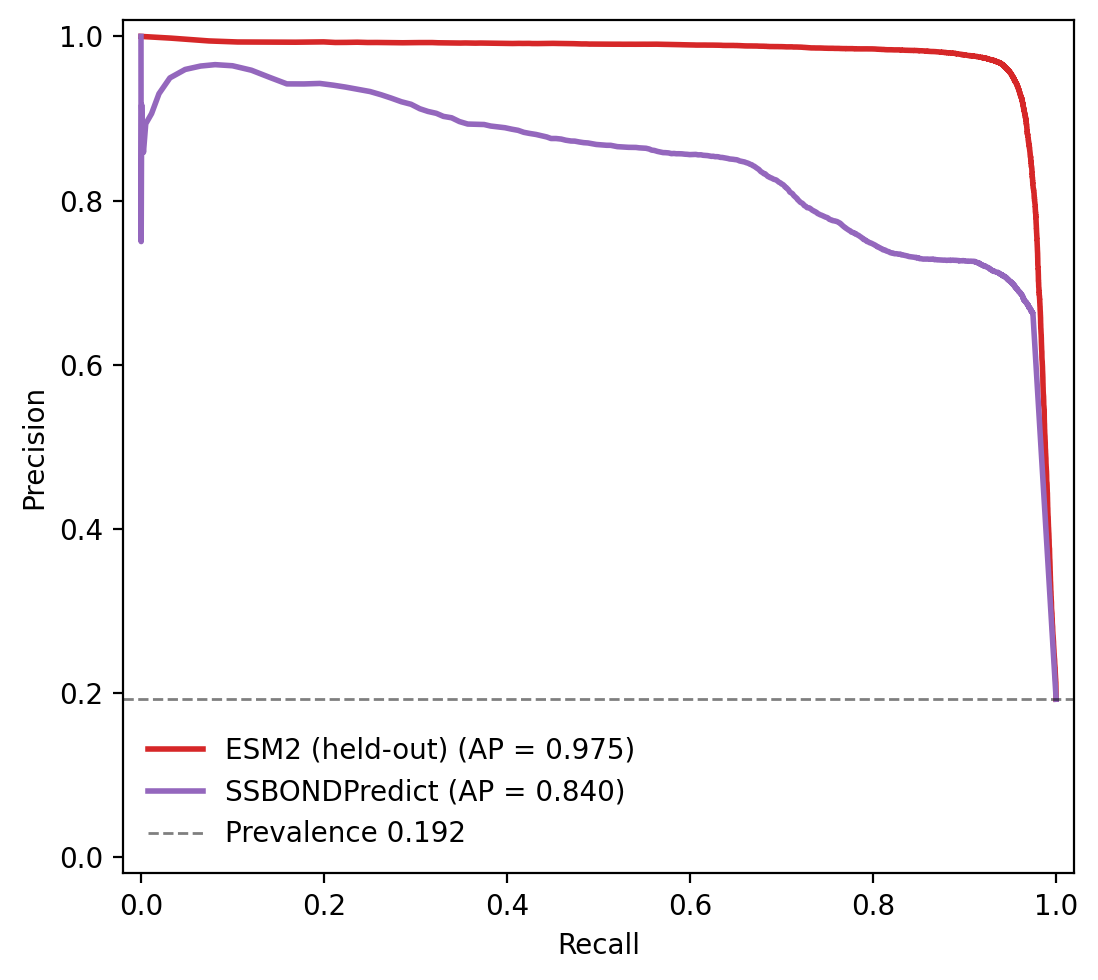 1.0
0.8
0.6
0.4
0.2
0.0
Precision
ESM2 (held-out) (AP = 0.975)
SSBONDPredict (AP = 0.840)
Prevalence 0.192
0.0 0.2 0.4 0.6 0.8 1.0
Recall